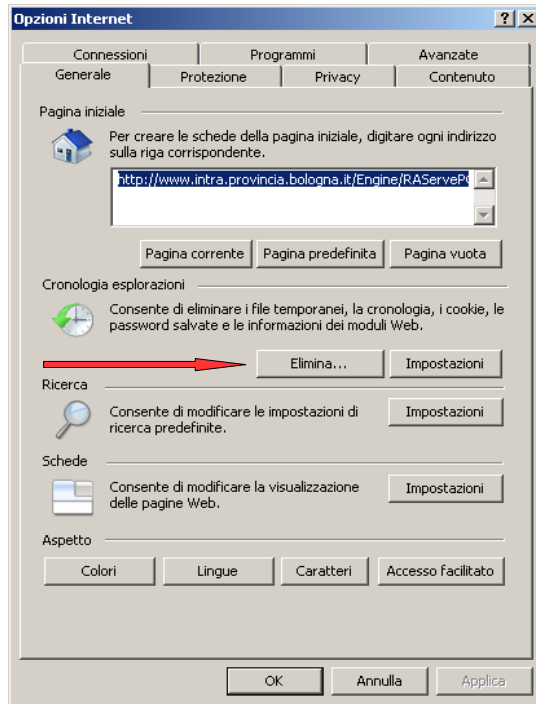 Opzioni Internet
Connessioni Programmi Avanzate
Generale Protezione Privacy Contenuto
Pagina iniziale
Per creare le schede della pagina iniziale, digitare ogni indirizzo
sulla riga corrispondente.
http://www.intra.provincia.bologna.it/Engine/RAServePG
Pagina corrente Pagina predefinita Pagina vuota
Cronologia esplorazioni
Consente di eliminare i file temporanei, la cronologia, i cookie, le
password salvate e le informazioni dei moduli Web.
Elimina... Impostazioni
Ricerca
Consente di modificare le impostazioni di
ricerca predefinite.
Impostazioni
Schede
Consente di modificare la visualizzazione
delle pagine Web.
Impostazioni
Aspetto
Colori Lingue Caratteri Accesso facilitato
OK Annulla Applica